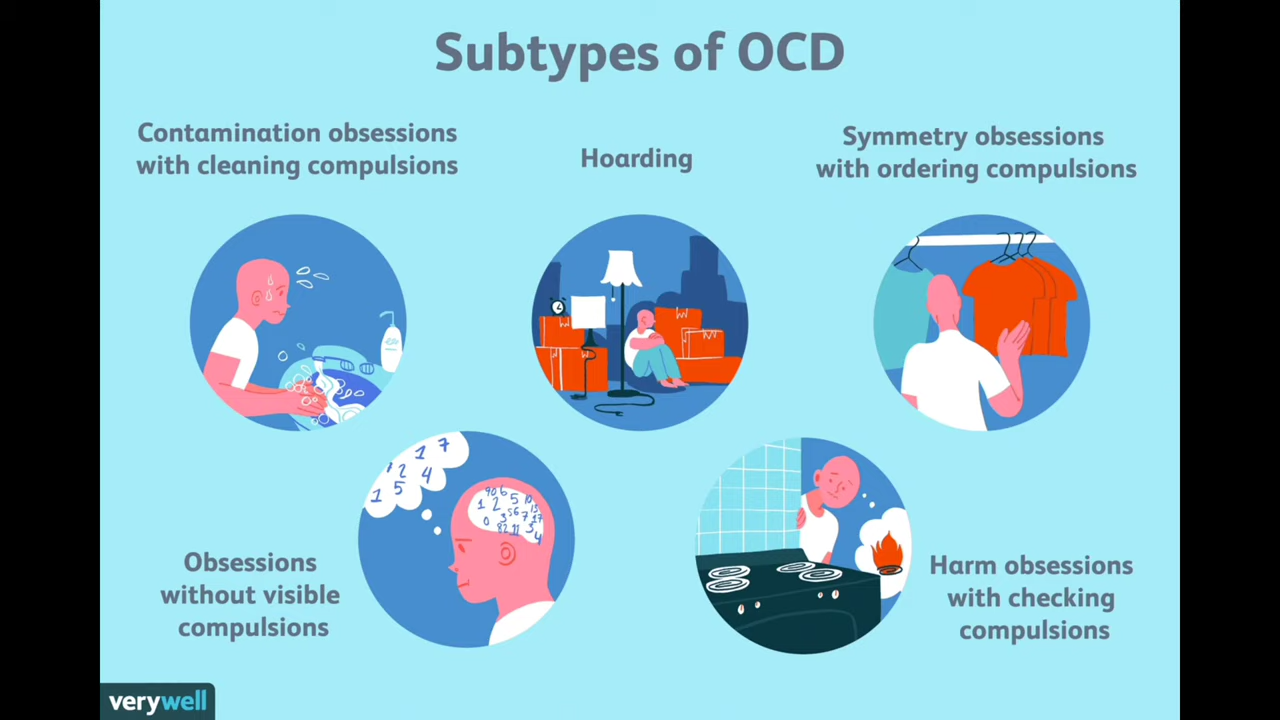 Subtypes of OCD
Contamination obsessions
with cleaning compulsions
Hoarding
Symmetry obsessions
with ordering compulsions
Obsessions
without visible
compulsions
Harm obsessions
with checking
compulsions
verywell